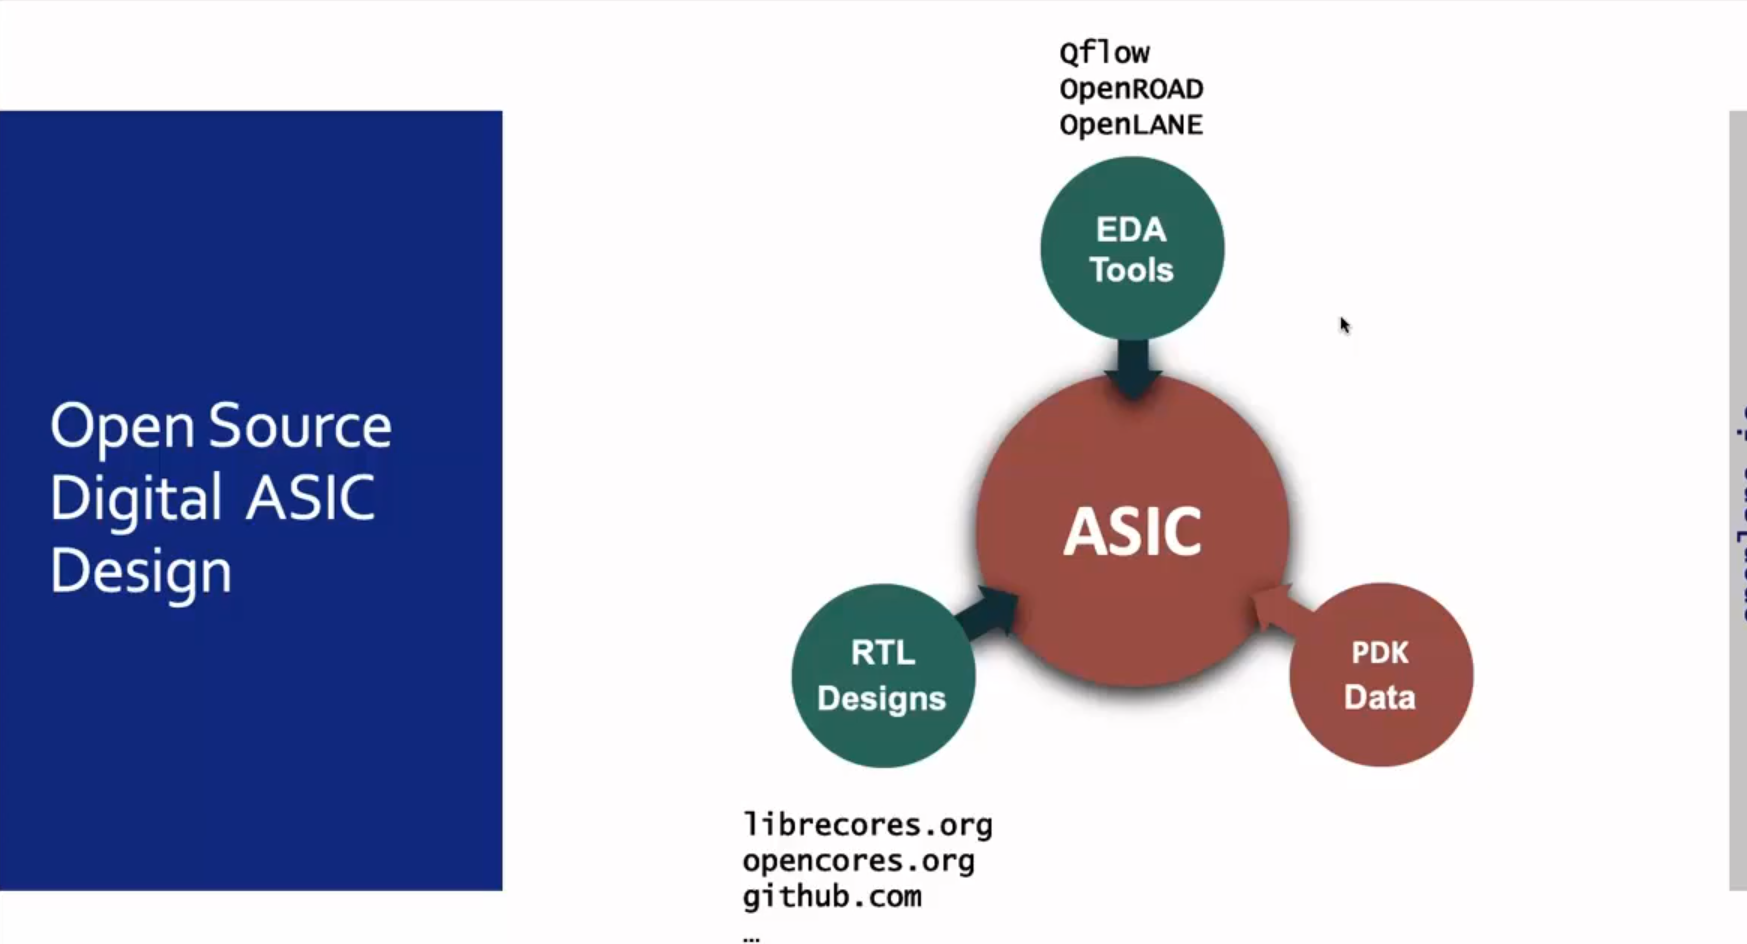 Open Source
Digital ASIC
Design
Qflow
OpenROAD
OpenLANE
EDA
Tools
ASIC
RTL
Designs
PDK
Data
librecores.org
opencores.org
github.com
…